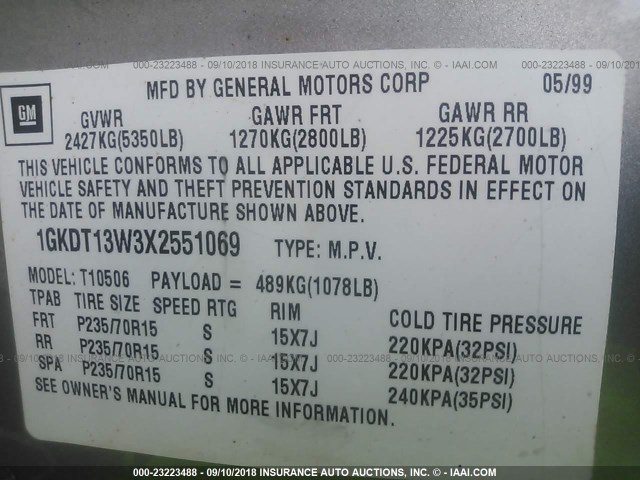 000-23223488 - 09/10/2018 INSURANCE AUTO AUCTIONS, INC. © - IAAI.COM
GM
MFD BY GENERAL MOTORS CORP 05/99
GVWR GAWR FRT GAWR RR
2427KG(5350LB) 1270KG(2800LB) 1225KG(2700LB)
THIS VEHICLE CONFORMS TO ALL APPLICABLE U.S. FEDERAL MOTOR
VEHICLE SAFETY AND THEFT PREVENTION STANDARDS IN EFFECT ON
THE DATE OF MANUFACTURE SHOWN ABOVE.
1GKDT13W3X2551069 TYPE: M.P.V.
MODEL: T10506 PAYLOAD = 489KG(1078LB)
TPAB TIRE SIZE SPEED RTG RIM COLD TIRE PRESSURE
FRT P235/70R15 S 15X7J 220KPA(32PSI)
RR P235/70R15 S 15X7J 220KPA(32PSI)
SPA P235/70R15 S 15X7J 240KPA(35PSI)
SEE OWNER'S MANUAL FOR MORE INFORMATION.
000-23223488 - 09/10/2018 INSURANCE AUTO AUCTIONS, INC. © - IAAI.COM